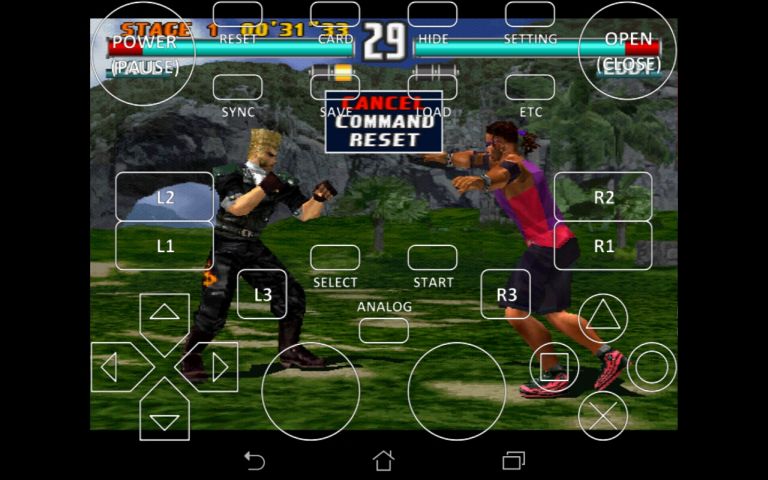 STAGE 1 00'31"33
POWER
(PAUSE)
RESET
CARD
29
HIDE
SETTING
OPEN
(CLOSE)
EDDY
SYNC
SAVE
LOAD
ETC
CANCEL
COMMAND
RESET
L2
R2
L1
R1
SELECT
START
L3
R3
ANALOG